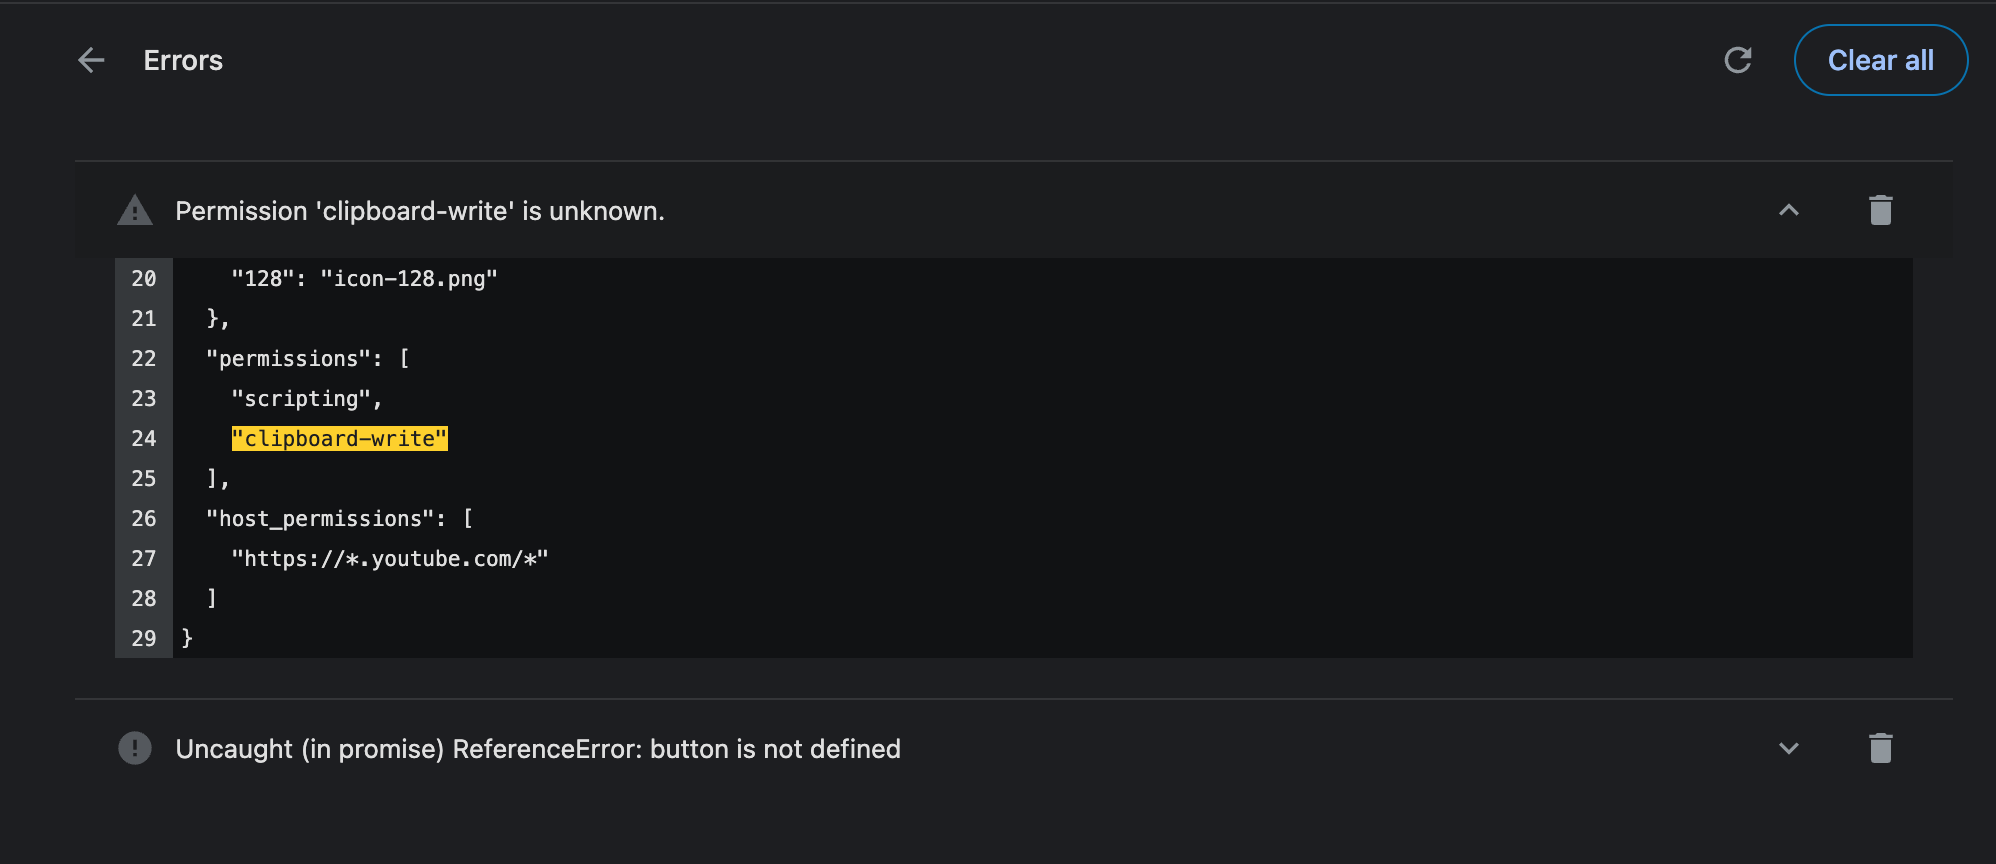 Errors
Clear all
Permission 'clipboard-write' is unknown.
20 "128": "icon-128.png"
21 },
22 "permissions": [
23 "scripting",
24 "clipboard-write"
25 ],
26 "host_permissions": [
27 "https://*.youtube.com/*"
28 ]
29 }
Uncaught (in promise) ReferenceError: button is not defined